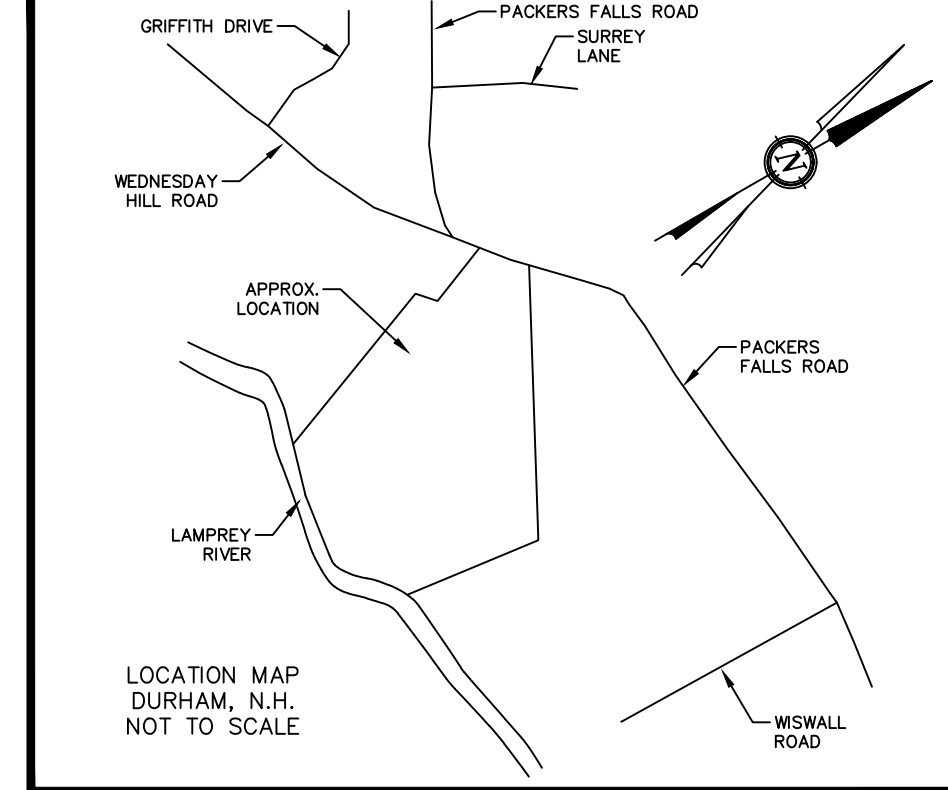 PACKERS FALLS ROAD
GRIFFITH DRIVE
SURREY
LANE
N
WEDNESDAY
HILL ROAD
APPROX.
LOCATION
PACKERS
FALLS ROAD
LAMPREY
RIVER
LOCATION MAP
DURHAM, N.H.
NOT TO SCALE
WISWALL
ROAD